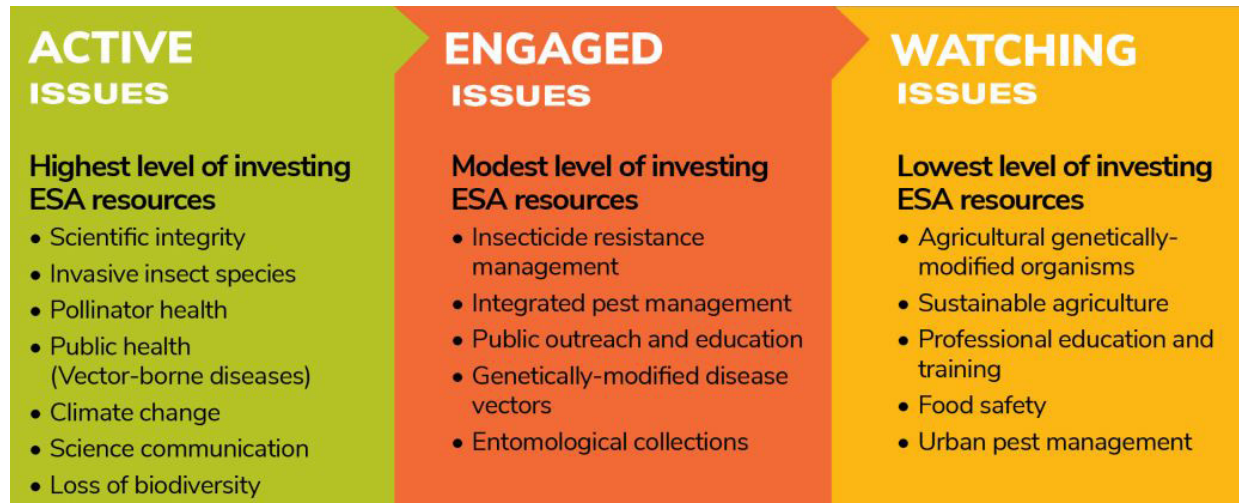 ACTIVE
ISSUES
Highest level of investing
ESA resources
• Scientific integrity
• Invasive insect species
• Pollinator health
• Public health
(Vector-borne diseases)
• Climate change
• Science communication
• Loss of biodiversity
ENGAGED
ISSUES
Modest level of investing
ESA resources
• Insecticide resistance
management
• Integrated pest management
• Public outreach and education
• Genetically-modified disease
vectors
• Entomological collections
WATCHING
ISSUES
Lowest level of investing
ESA resources
• Agricultural genetically-
modified organisms
• Sustainable agriculture
• Professional education and
training
• Food safety
• Urban pest management